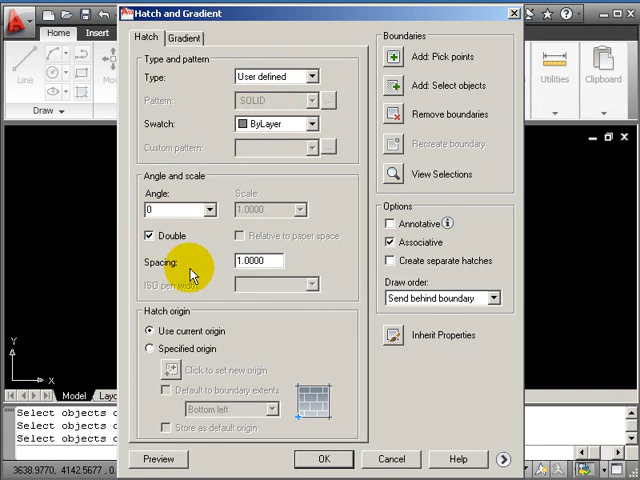 Hatch and Gradient
Home
Insert
Line
Draw
Utilities
Clipboard
Hatch
Gradient
Type and pattern
Type:
User defined
Pattern:
SOLID
...
Swatch:
ByLayer
Custom pattern:
...
Angle and scale
Angle:
Scale:
0
1.0000
Double
Relative to paper space
Spacing:
1.0000
ISO pen width
Hatch origin
Use current origin
Specified origin
Click to set new origin
Default to boundary extents
Bottom left
Store as default origin
Boundaries
Add: Pick points
Add: Select objects
Remove boundaries
Recreate boundary
View Selections
Options
Annotative
Associative
Create separate hatches
Draw order:
Send behind boundary
Inherit Properties
Preview
OK
Cancel
Help
Y
X
Model
Select objects
Select objects
Select objects
3638.9770, 4142.5677